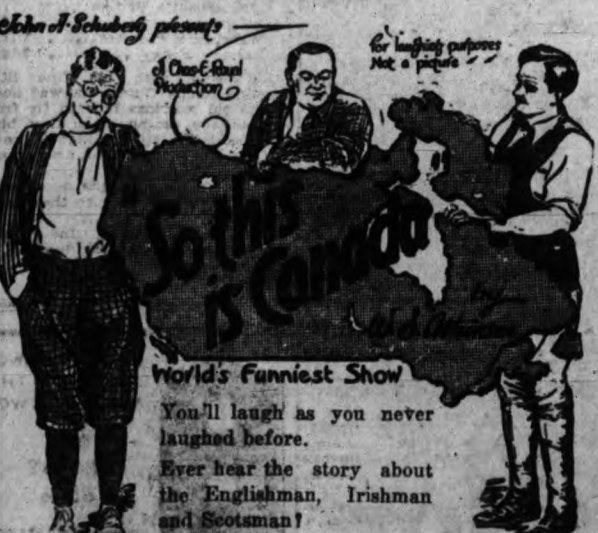 John A. Schuberg presents
A Chas. E. Royal
Production
for laughing purposes
Not a picture
"So this
is Canada
by
W. S.
World's Funniest Show
You'll laugh as you never
laughed before.
Ever hear the story about
the Englishman, Irishman
and Scotsman?